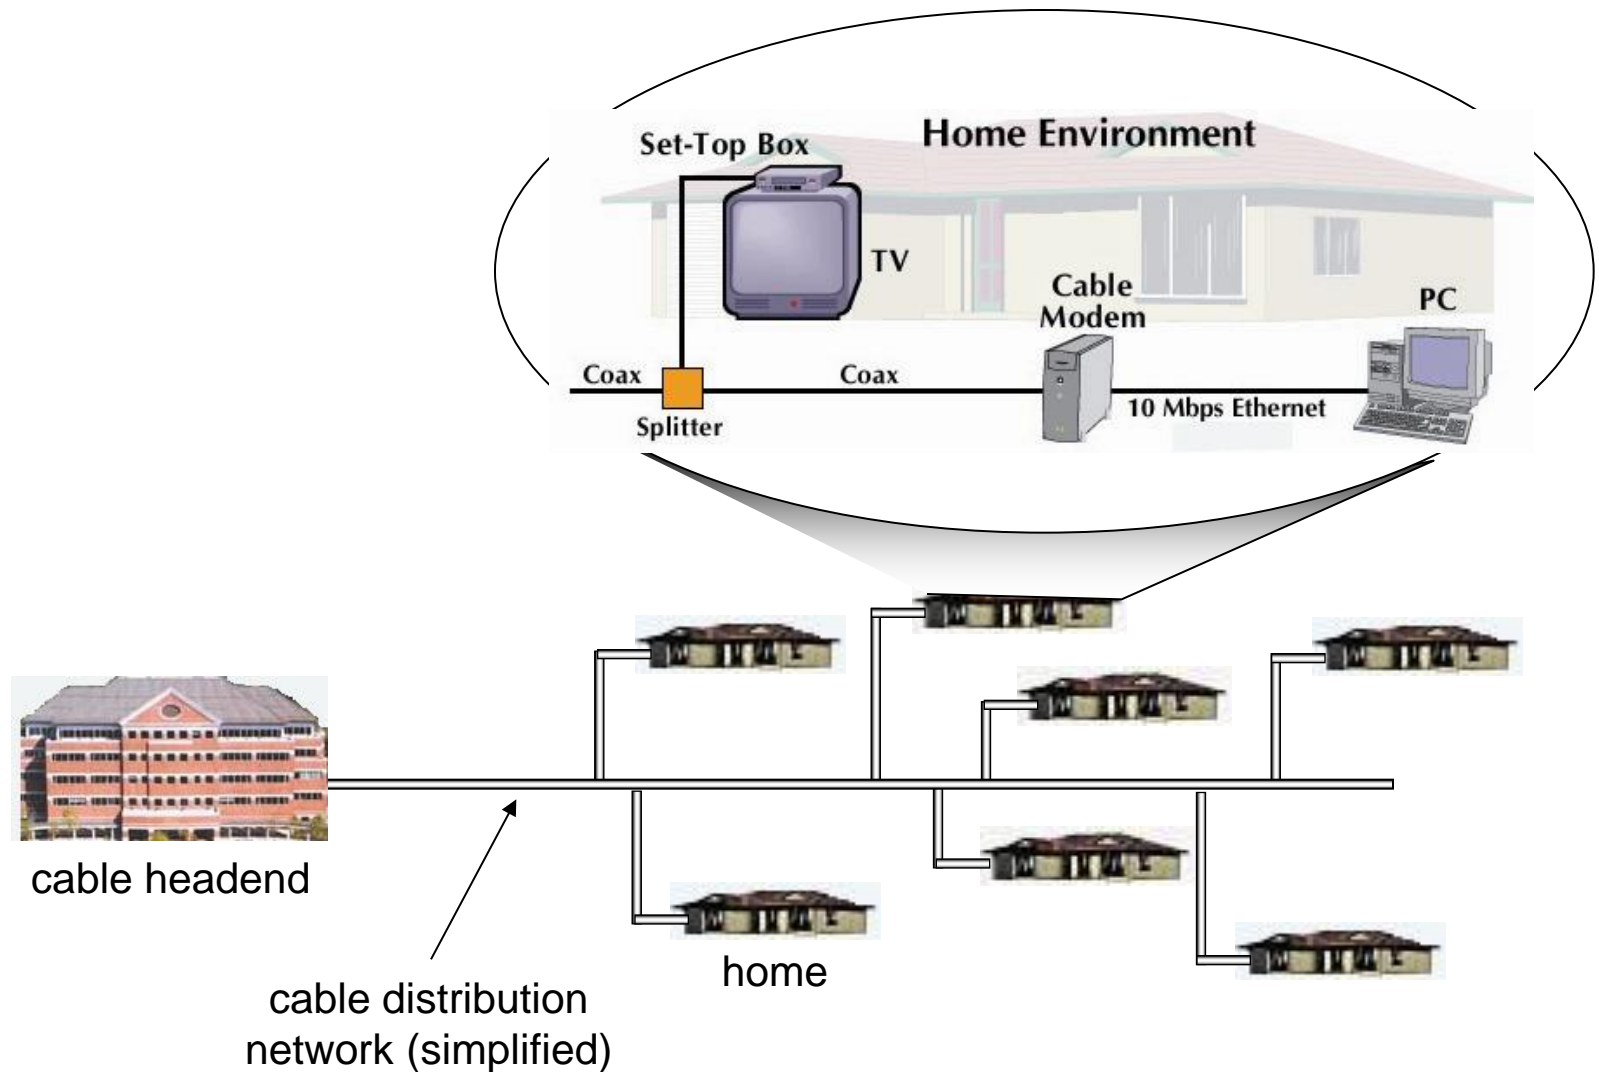 Home Environment
Set-Top Box
TV
Cable
Modem
PC
Coax
Coax
10 Mbps Ethernet
Splitter
cable headend
home
cable distribution
network (simplified)